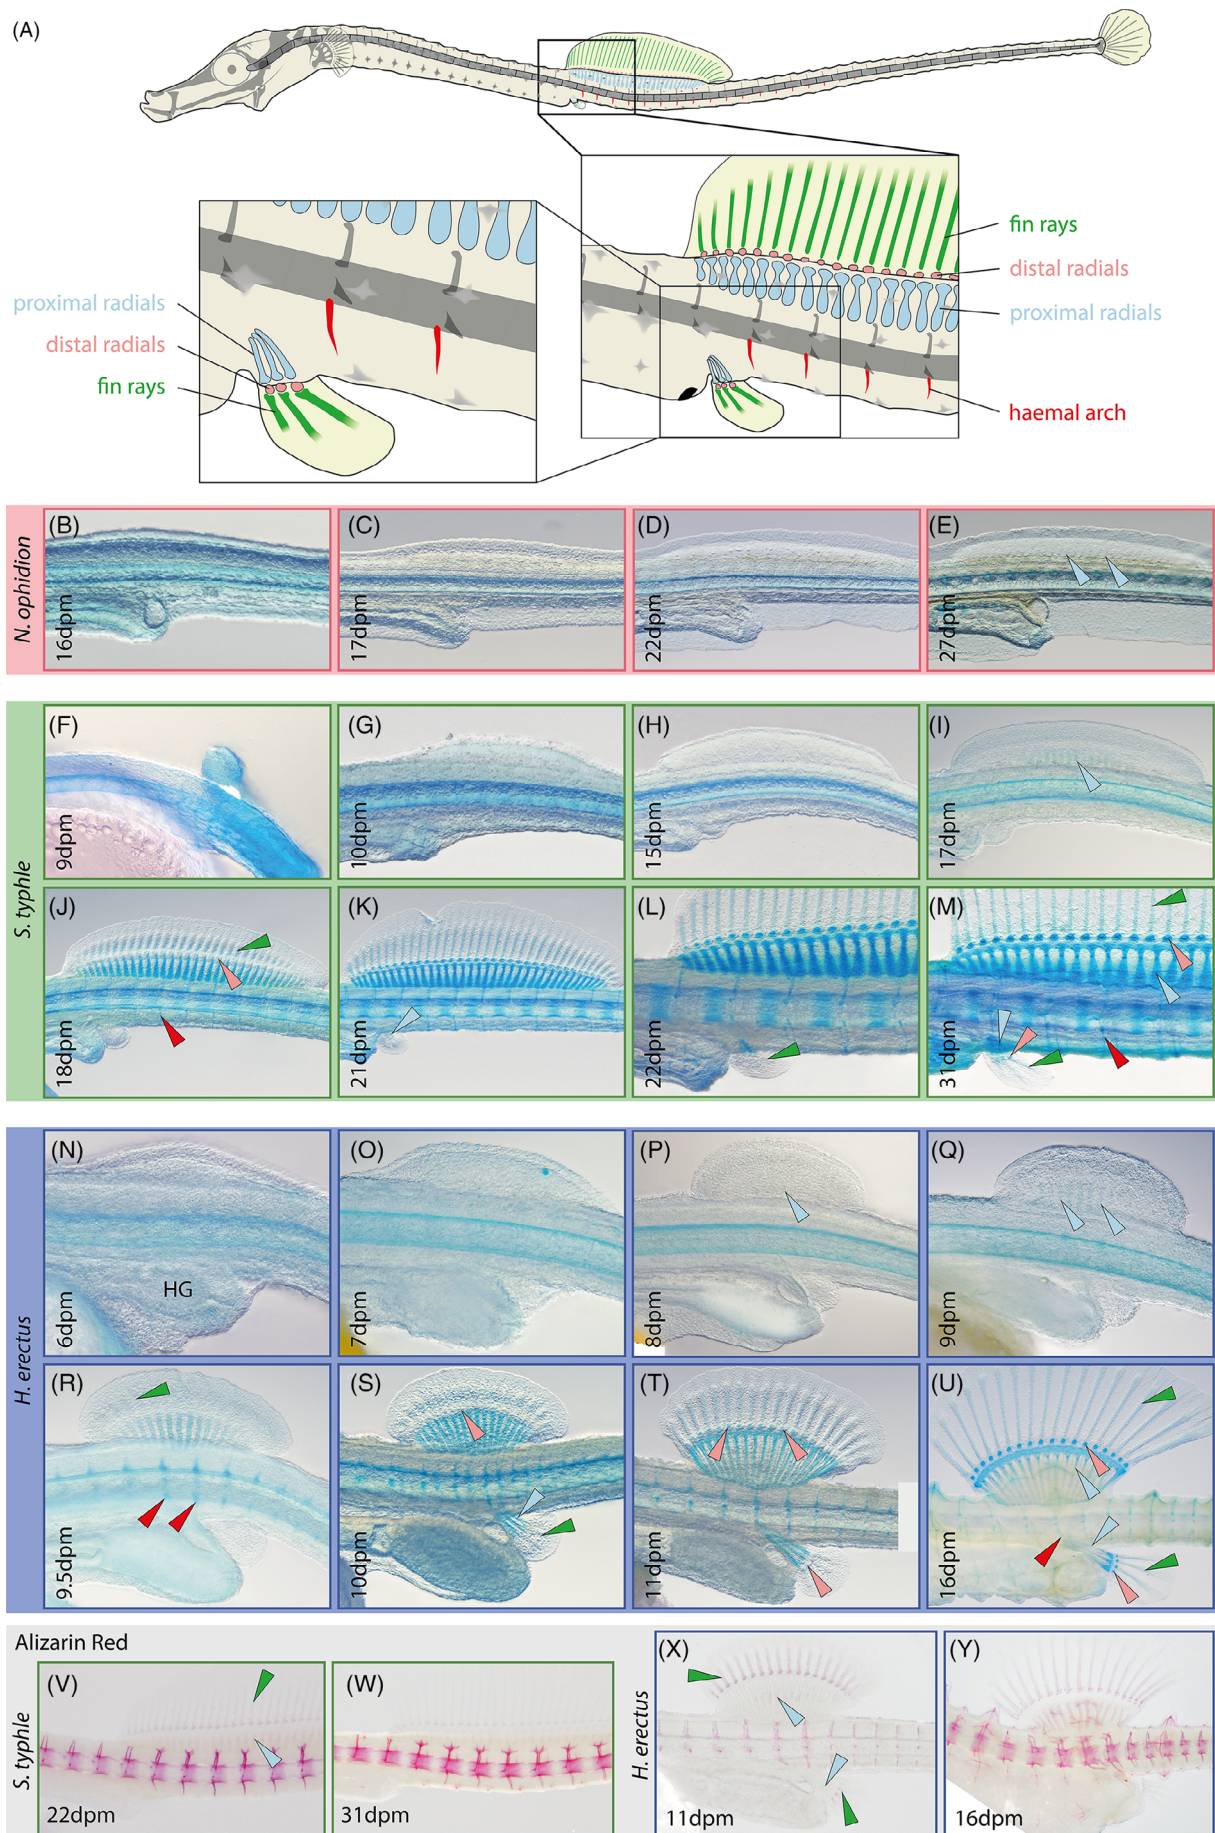 (A)
fin rays
distal radials
proximal radials
haemal arch
proximal radials
distal radials
fin rays
N. ophidion
(B)
16dpm
(C)
17dpm
(D)
22dpm
(E)
27dpm
S. typhle
(F)
9dpm
(G)
10dpm
(H)
15dpm
(I)
17dpm
(J)
18dpm
(K)
21dpm
(L)
22dpm
(M)
31dpm
H. erectus
(N)
HG
6dpm
(O)
7dpm
(P)
8dpm
(Q)
9dpm
(R)
9.5dpm
(S)
10dpm
(T)
11dpm
(U)
16dpm
Alizarin Red
S. typhle
(V)
22dpm
(W)
31dpm
H. erectus
(X)
11dpm
(Y)
16dpm